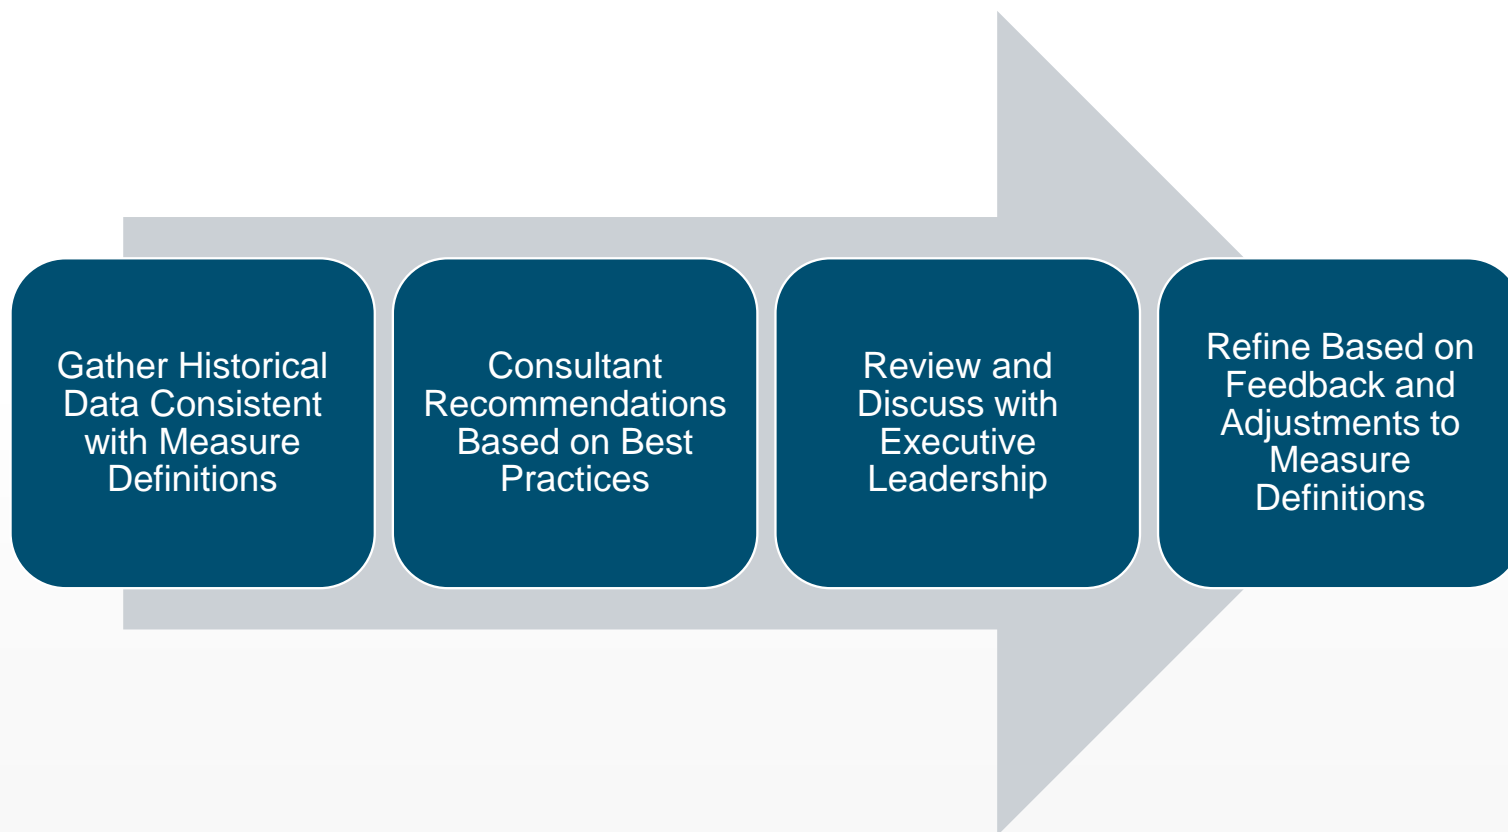 Gather Historical
Data Consistent
with Measure
Definitions
Consultant
Recommendations
Based on Best
Practices
Review and
Discuss with
Executive
Leadership
Refine Based on
Feedback and
Adjustments to
Measure
Definitions